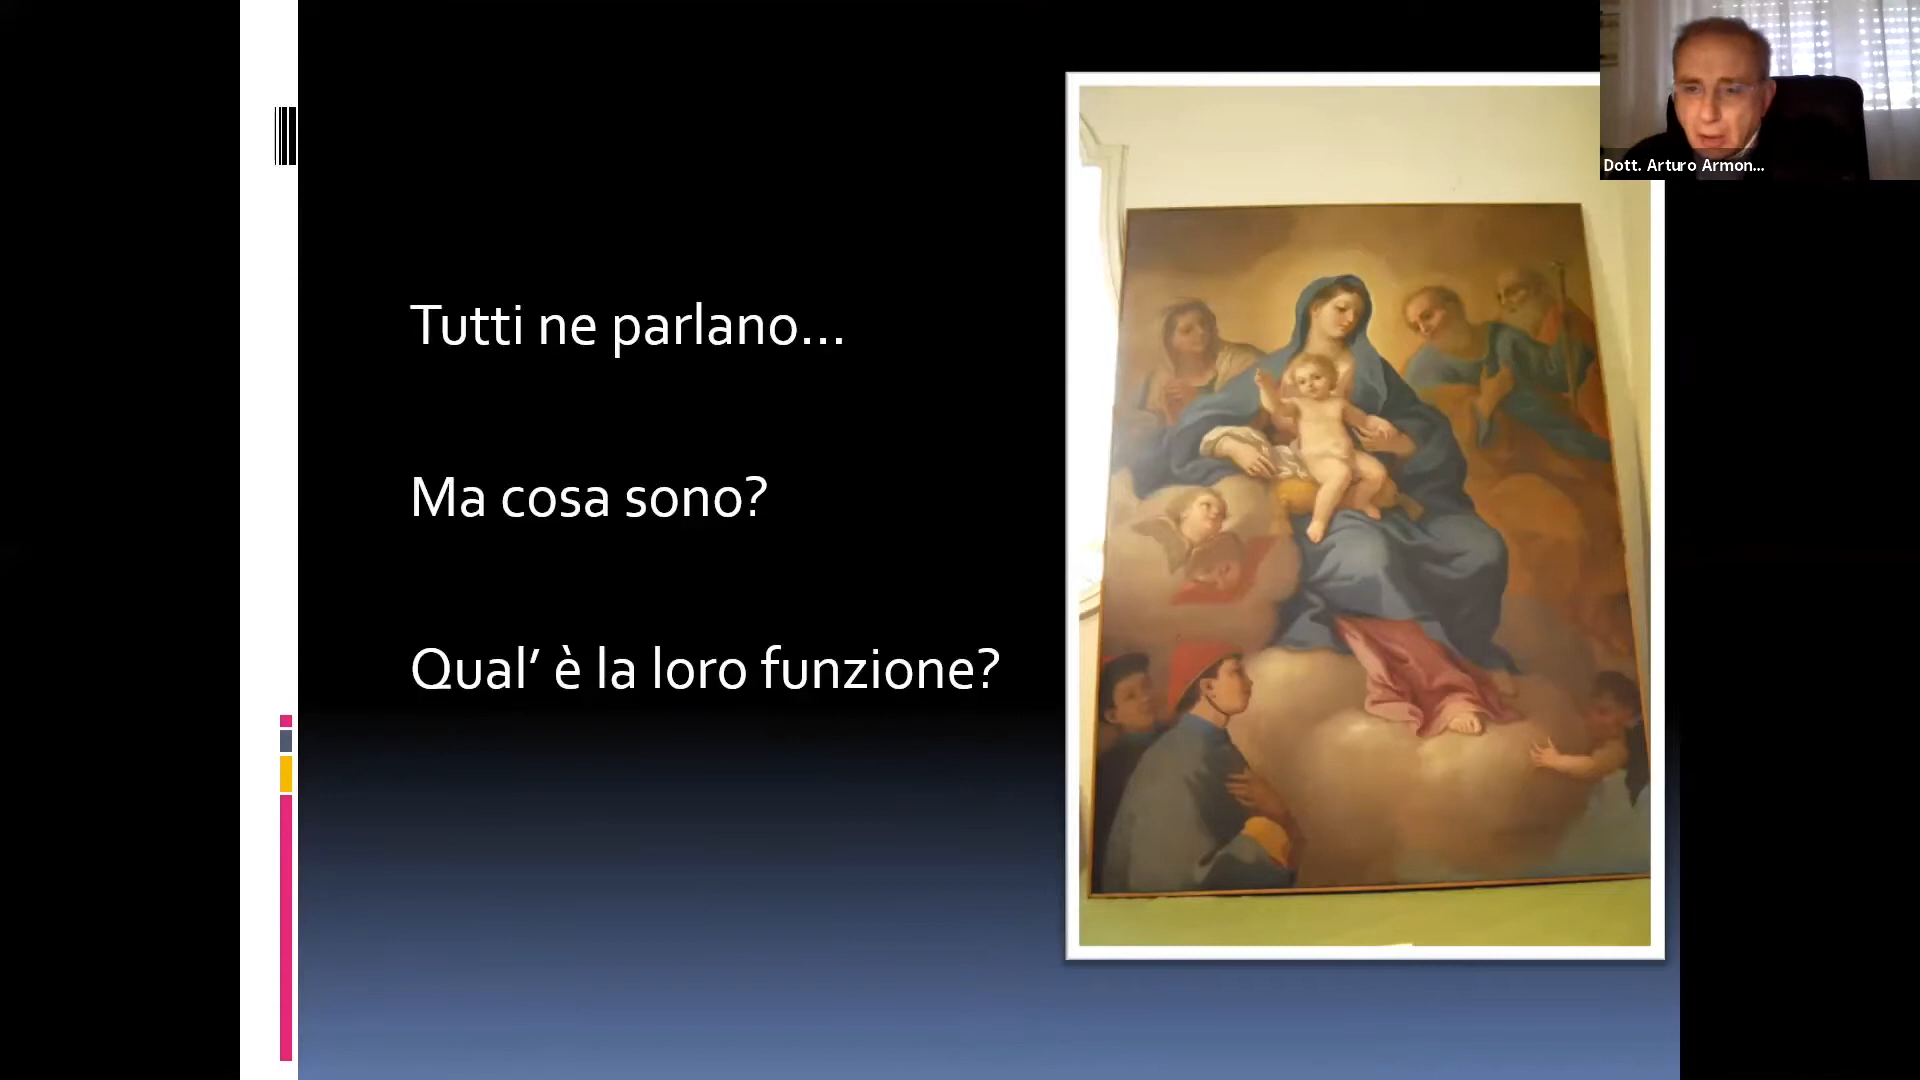 Tutti ne parlano...
Ma cosa sono?
Qual’ è la loro funzione?
Dott. Arturo Armon...